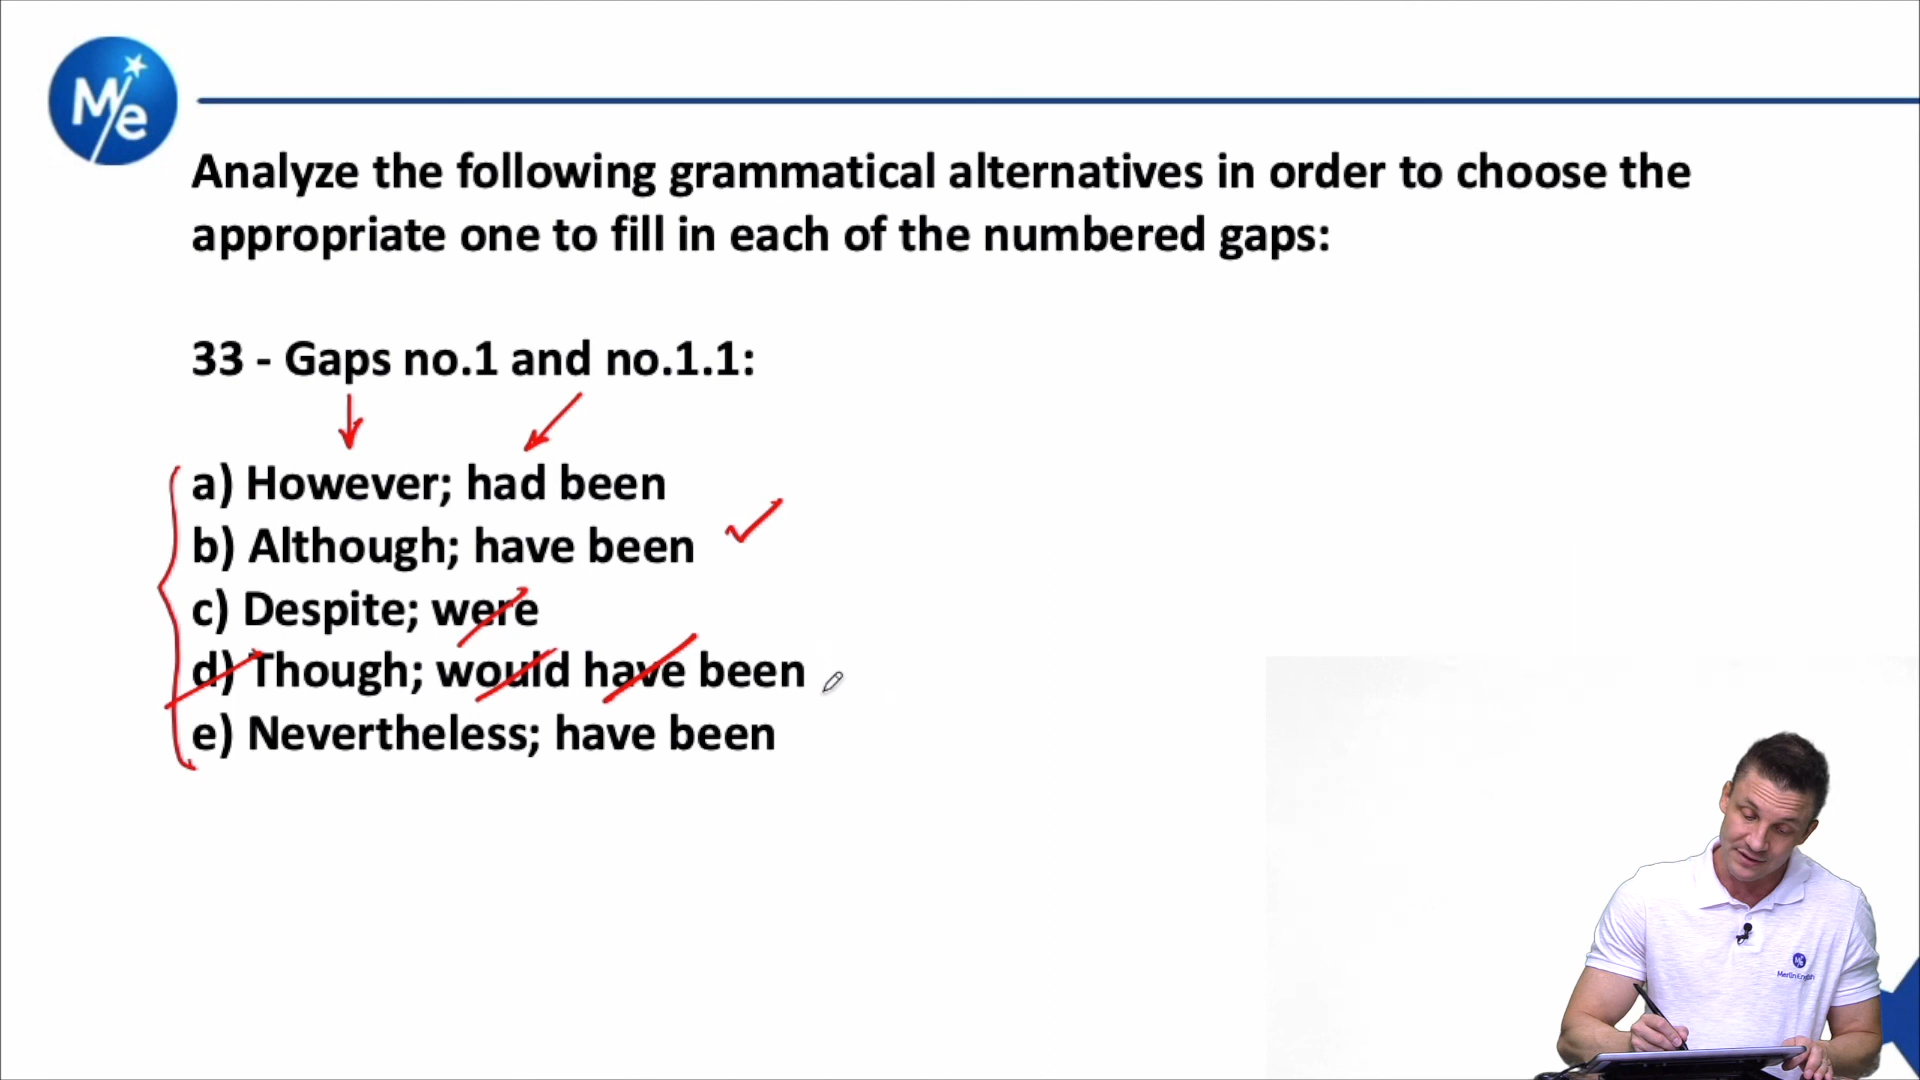 M/e
Analyze the following grammatical alternatives in order to choose the
appropriate one to fill in each of the numbered gaps:
33 - Gaps no.1 and no.1.1:
a) However; had been
b) Although; have been
c) Despite; were
d) Though; would have been
e) Nevertheless; have been
Merlin English